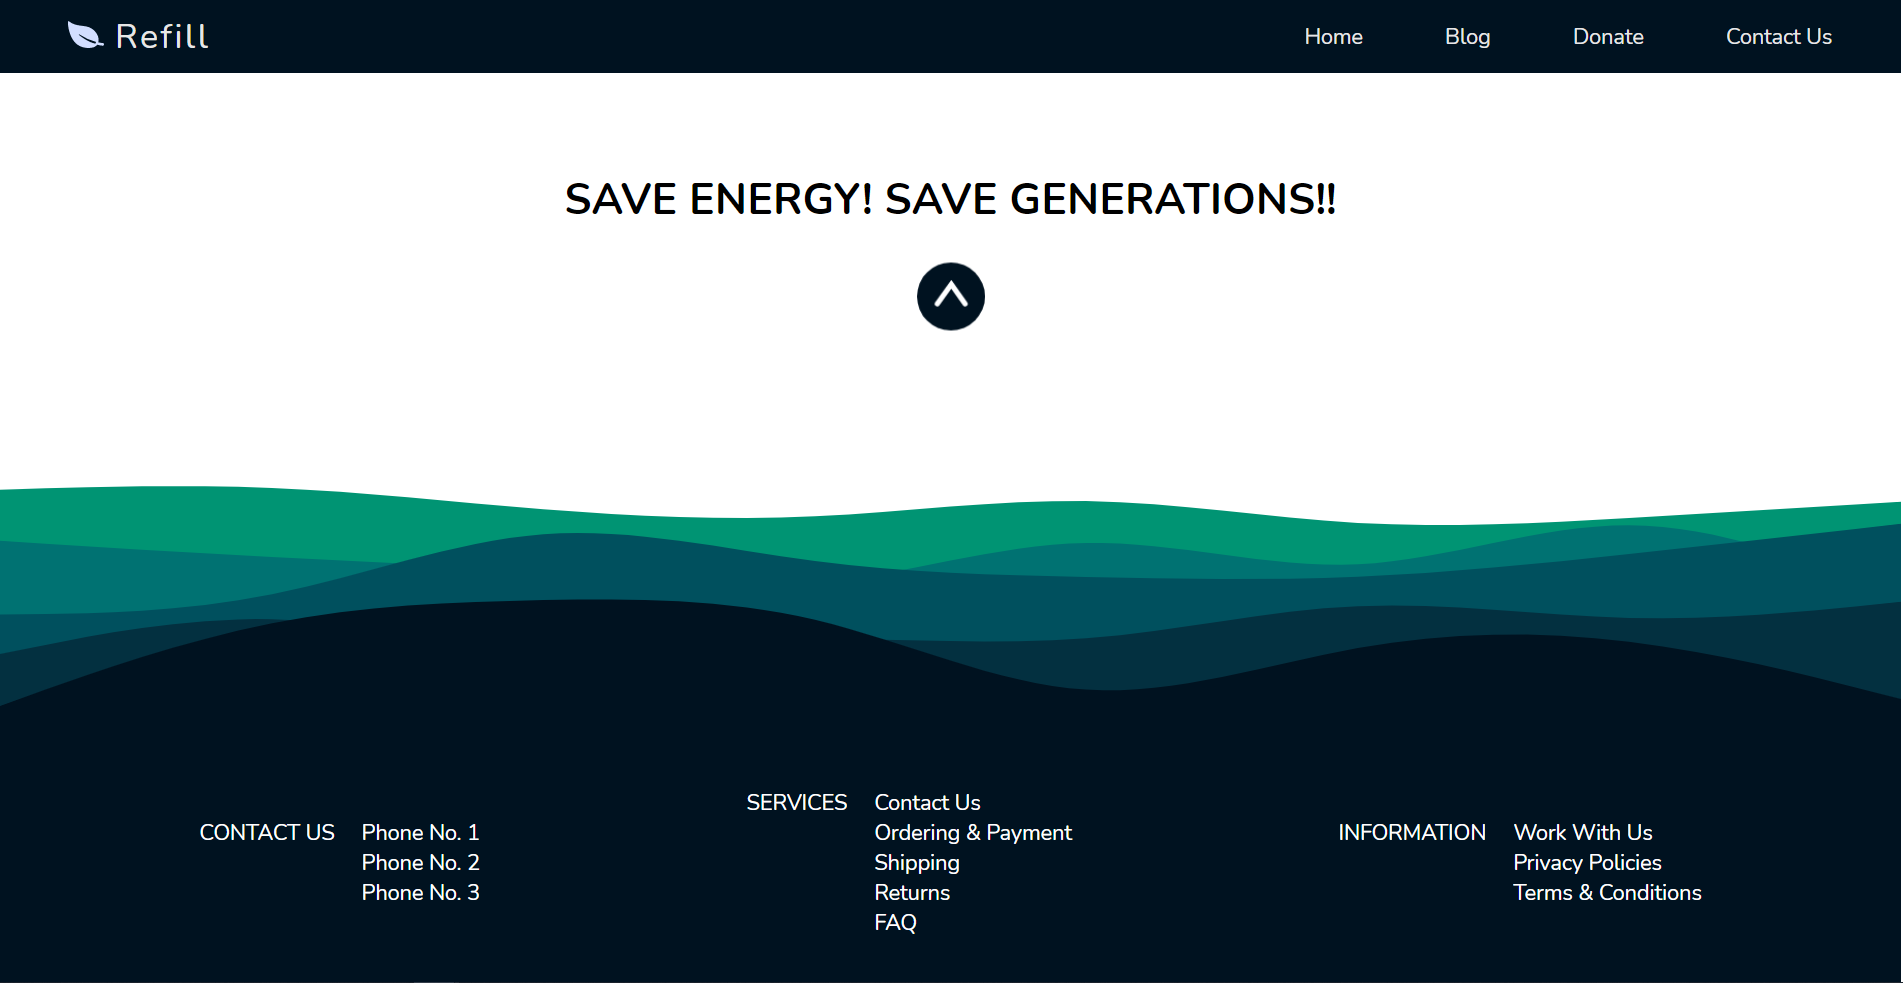 Refill
Home Blog Donate Contact Us
SAVE ENERGY! SAVE GENERATIONS!!
CONTACT US
Phone No. 1
Phone No. 2
Phone No. 3
SERVICES
Contact Us
Ordering & Payment
Shipping
Returns
FAQ
INFORMATION
Work With Us
Privacy Policies
Terms & Conditions